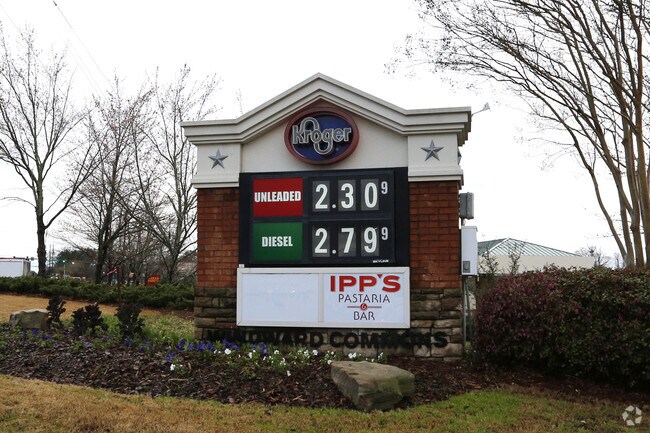 Kroger
UNLEADED 2.30 9
DIESEL 2.79 9
IPP'S
PASTARIA
&
BAR
COMMONS